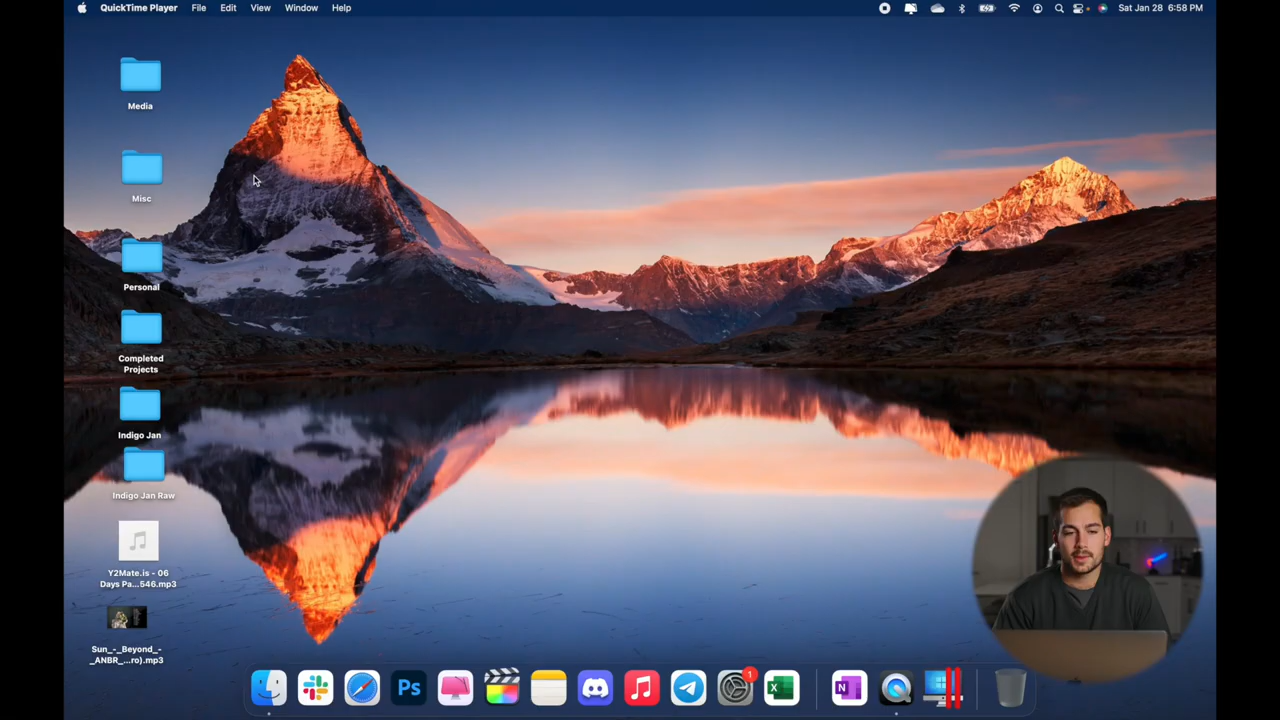 QuickTime Player File Edit View Window Help Sat Jan 28 6:58 PM
Media
Misc
Personal
Completed
Projects
Indigo Jan
Indigo Jan Raw
Y2Mate.is - 06
Days Pa...546.mp3
Sun_-_Beyond_-
_ANBR_...ro).mp3
Ps
1
N
X